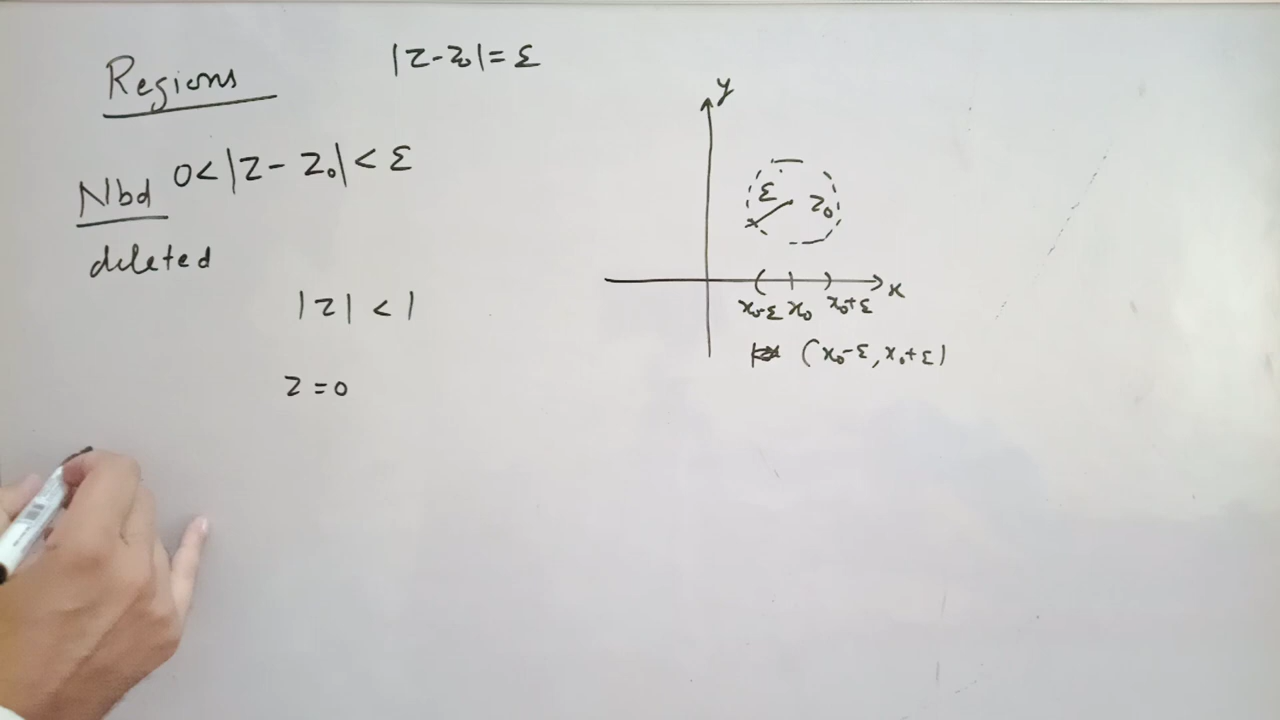 Regions
|z-z₀|=ε
Nbd 0<|z-z₀|<ε
deleted
|z|<1
z=0
y
ε z₀
x
x₀-ε x₀ x₀+ε
(x₀-ε, x₀+ε)